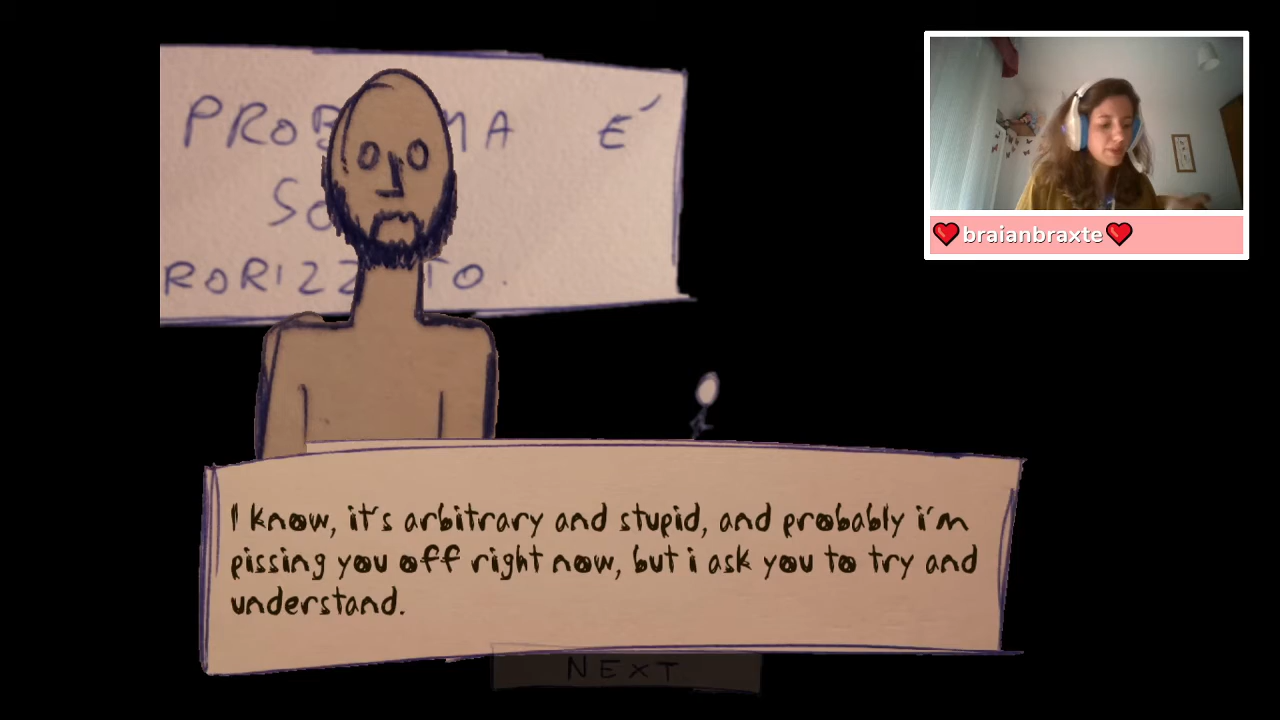 PROB MA É
SO
RORIZZ TO.
braianbraxte
I know, it's arbitrary and stupid, and probably i'm
pissing you off right now, but i ask you to try and
understand.
NEXT